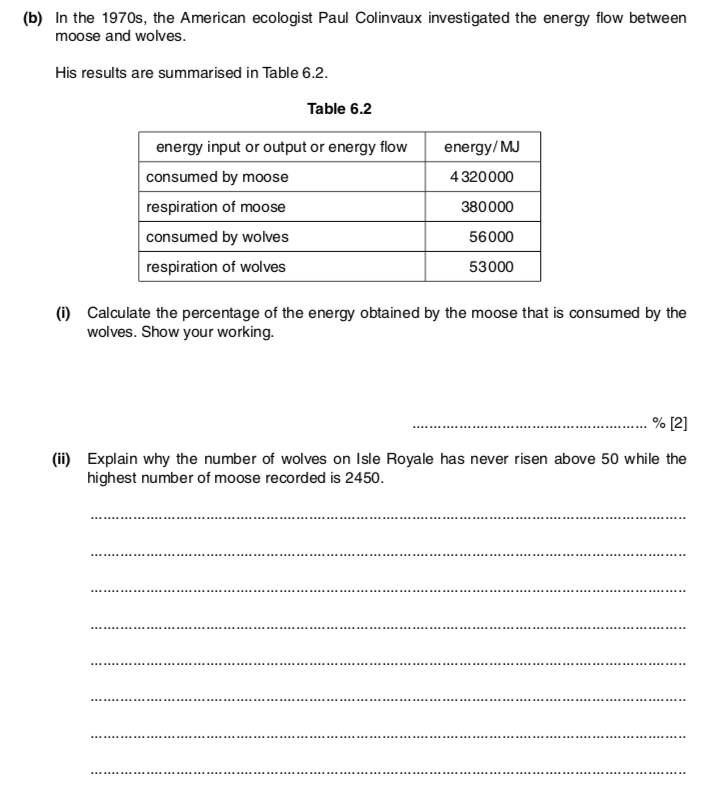 (b) In the 1970s, the American ecologist Paul Colinvaux investigated the energy flow between
moose and wolves.
His results are summarised in Table 6.2.
Table 6.2
energy input or output or energy flow energy/MJ
consumed by moose 4320000
respiration of moose 380000
consumed by wolves 56000
respiration of wolves 53000
(i) Calculate the percentage of the energy obtained by the moose that is consumed by the
wolves. Show your working.
.......................................................% [2]
(ii) Explain why the number of wolves on Isle Royale has never risen above 50 while the
highest number of moose recorded is 2450.